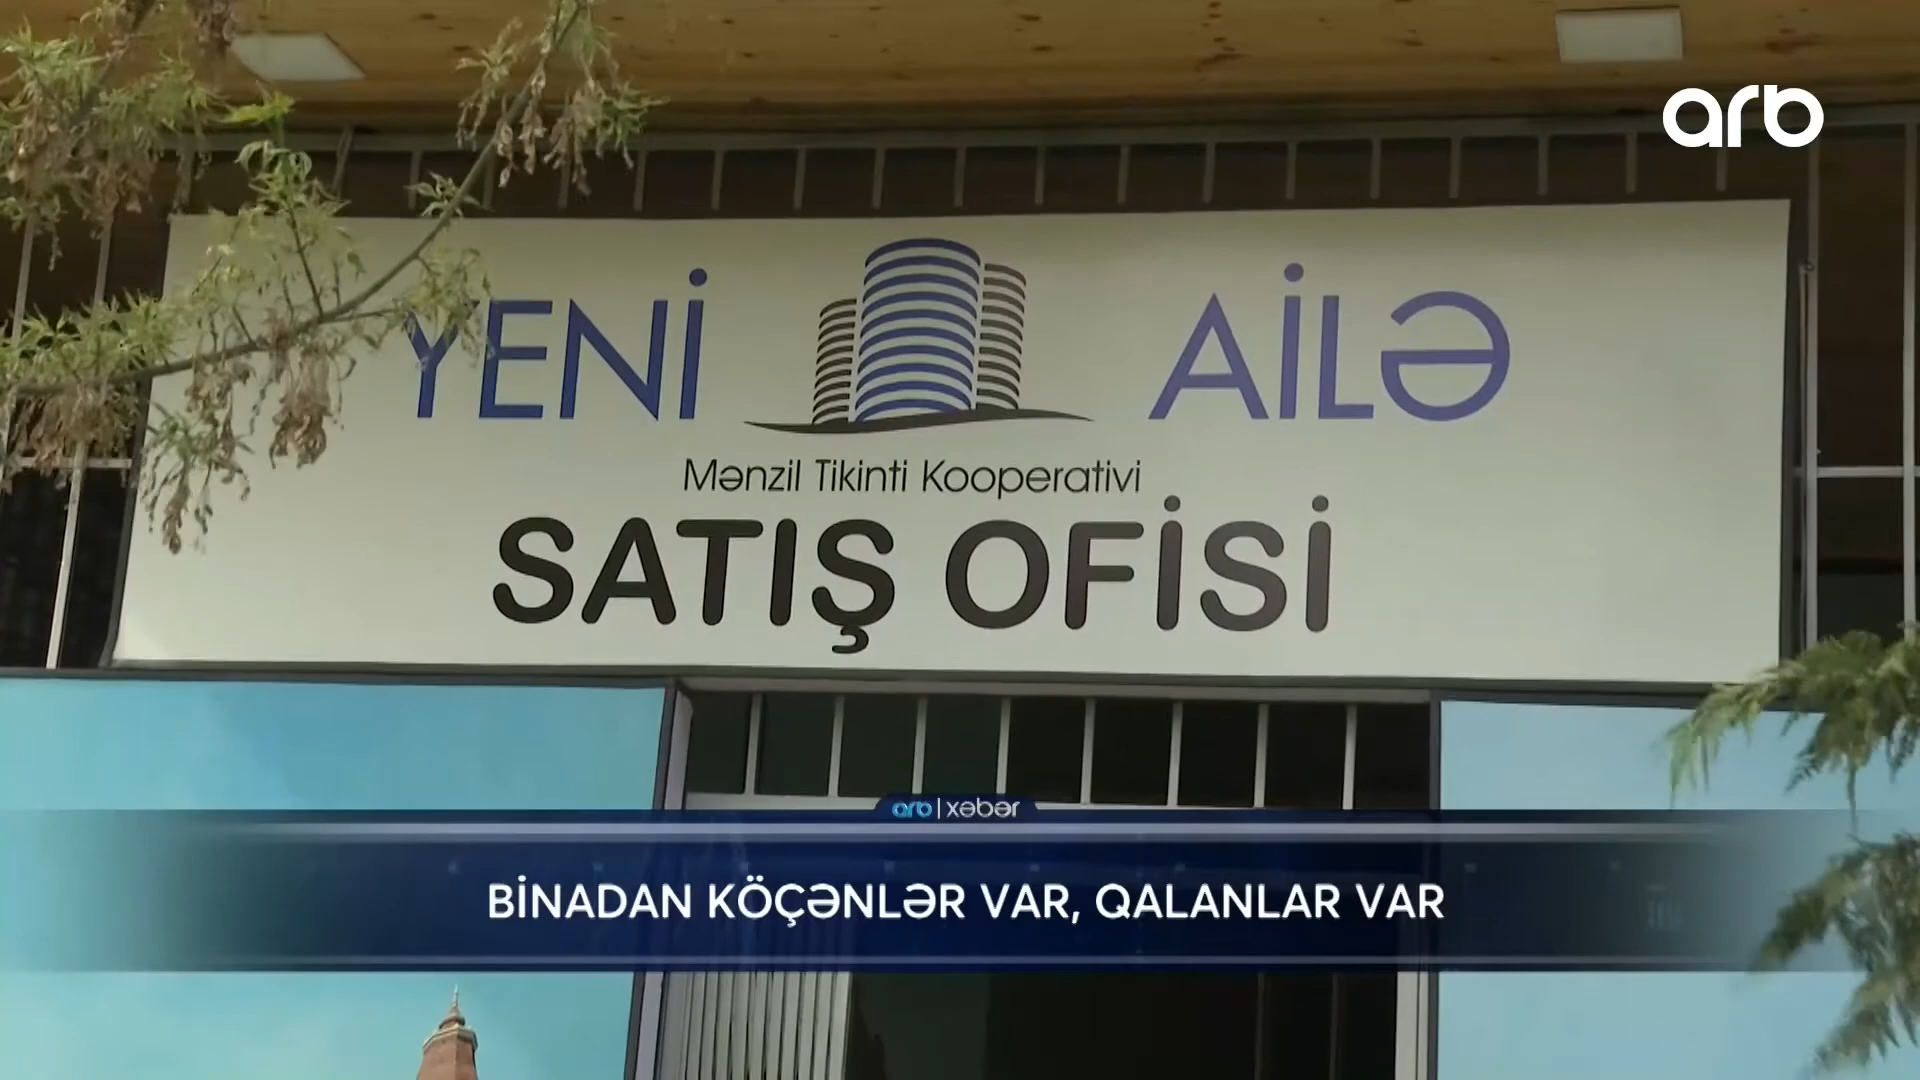 arb
YENİ AİLƏ
Mənzil Tikinti Kooperativi
SATIŞ OFİSİ
arb | xəbər
BİNADAN KÖÇƏNLƏR VAR, QALANLAR VAR